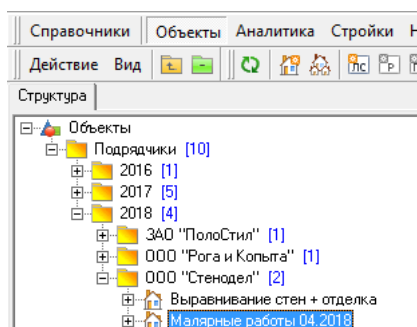 Справочники Объекты Аналитика Стройки
Действие Вид ЛС Р
Структура
Объекты
Подрядчики [10]
2016 [1]
2017 [5]
2018 [4]
ЗАО "ПолоСтил" [1]
ООО "Рога и Копыта" [1]
ООО "Стенодел" [2]
Выравнивание стен + отделка
Малярные работы 04.2018